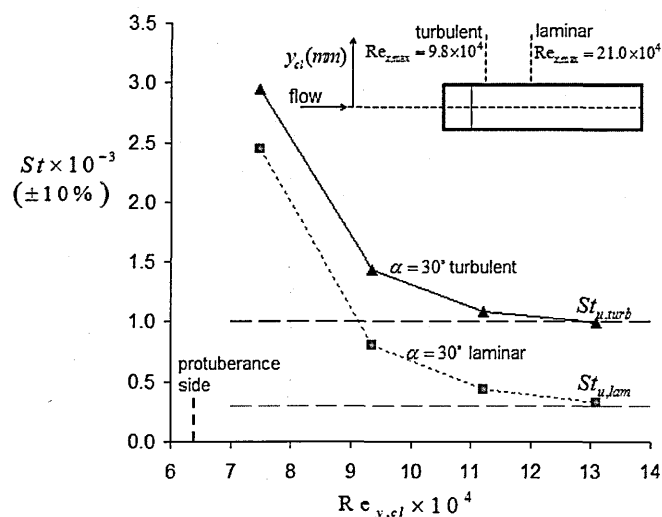 turbulent laminar
y_cl(mm) Re_x,max = 9.8×10^4 Re_x,max = 21.0×10^4
flow
St × 10^-3
(±10%)
3.5
3.0
2.5
2.0
1.5
1.0
0.5
0.0
α = 30° turbulent
St_u,turb
α = 30° laminar
St_u,lam
protuberance
side
6 7 8 9 10 11 12 13 14
Re_y,cl × 10^4